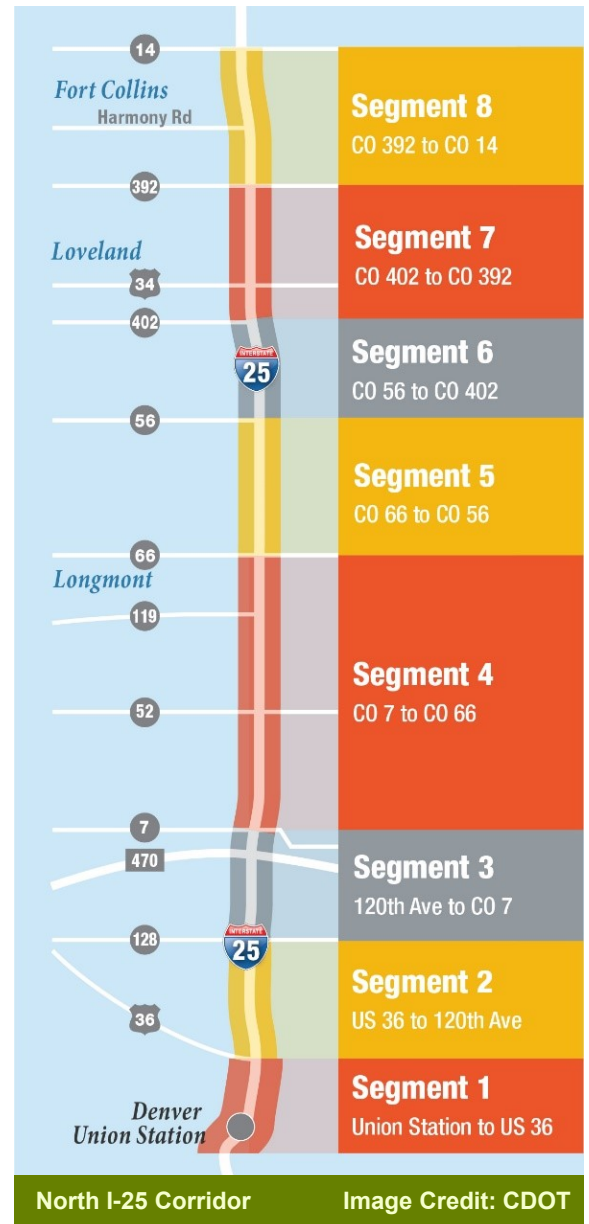 14
Fort Collins
Harmony Rd
Segment 8
CO 392 to CO 14
392
Loveland
34
Segment 7
CO 402 to CO 392
402
INTERSTATE
25
Segment 6
CO 56 to CO 402
56
Segment 5
CO 66 to CO 56
66
Longmont
119
52
Segment 4
CO 7 to CO 66
7
470
Segment 3
120th Ave to CO 7
128
INTERSTATE
25
Segment 2
US 36 to 120th Ave
36
Denver
Union Station
Segment 1
Union Station to US 36
North I-25 Corridor
Image Credit: CDOT